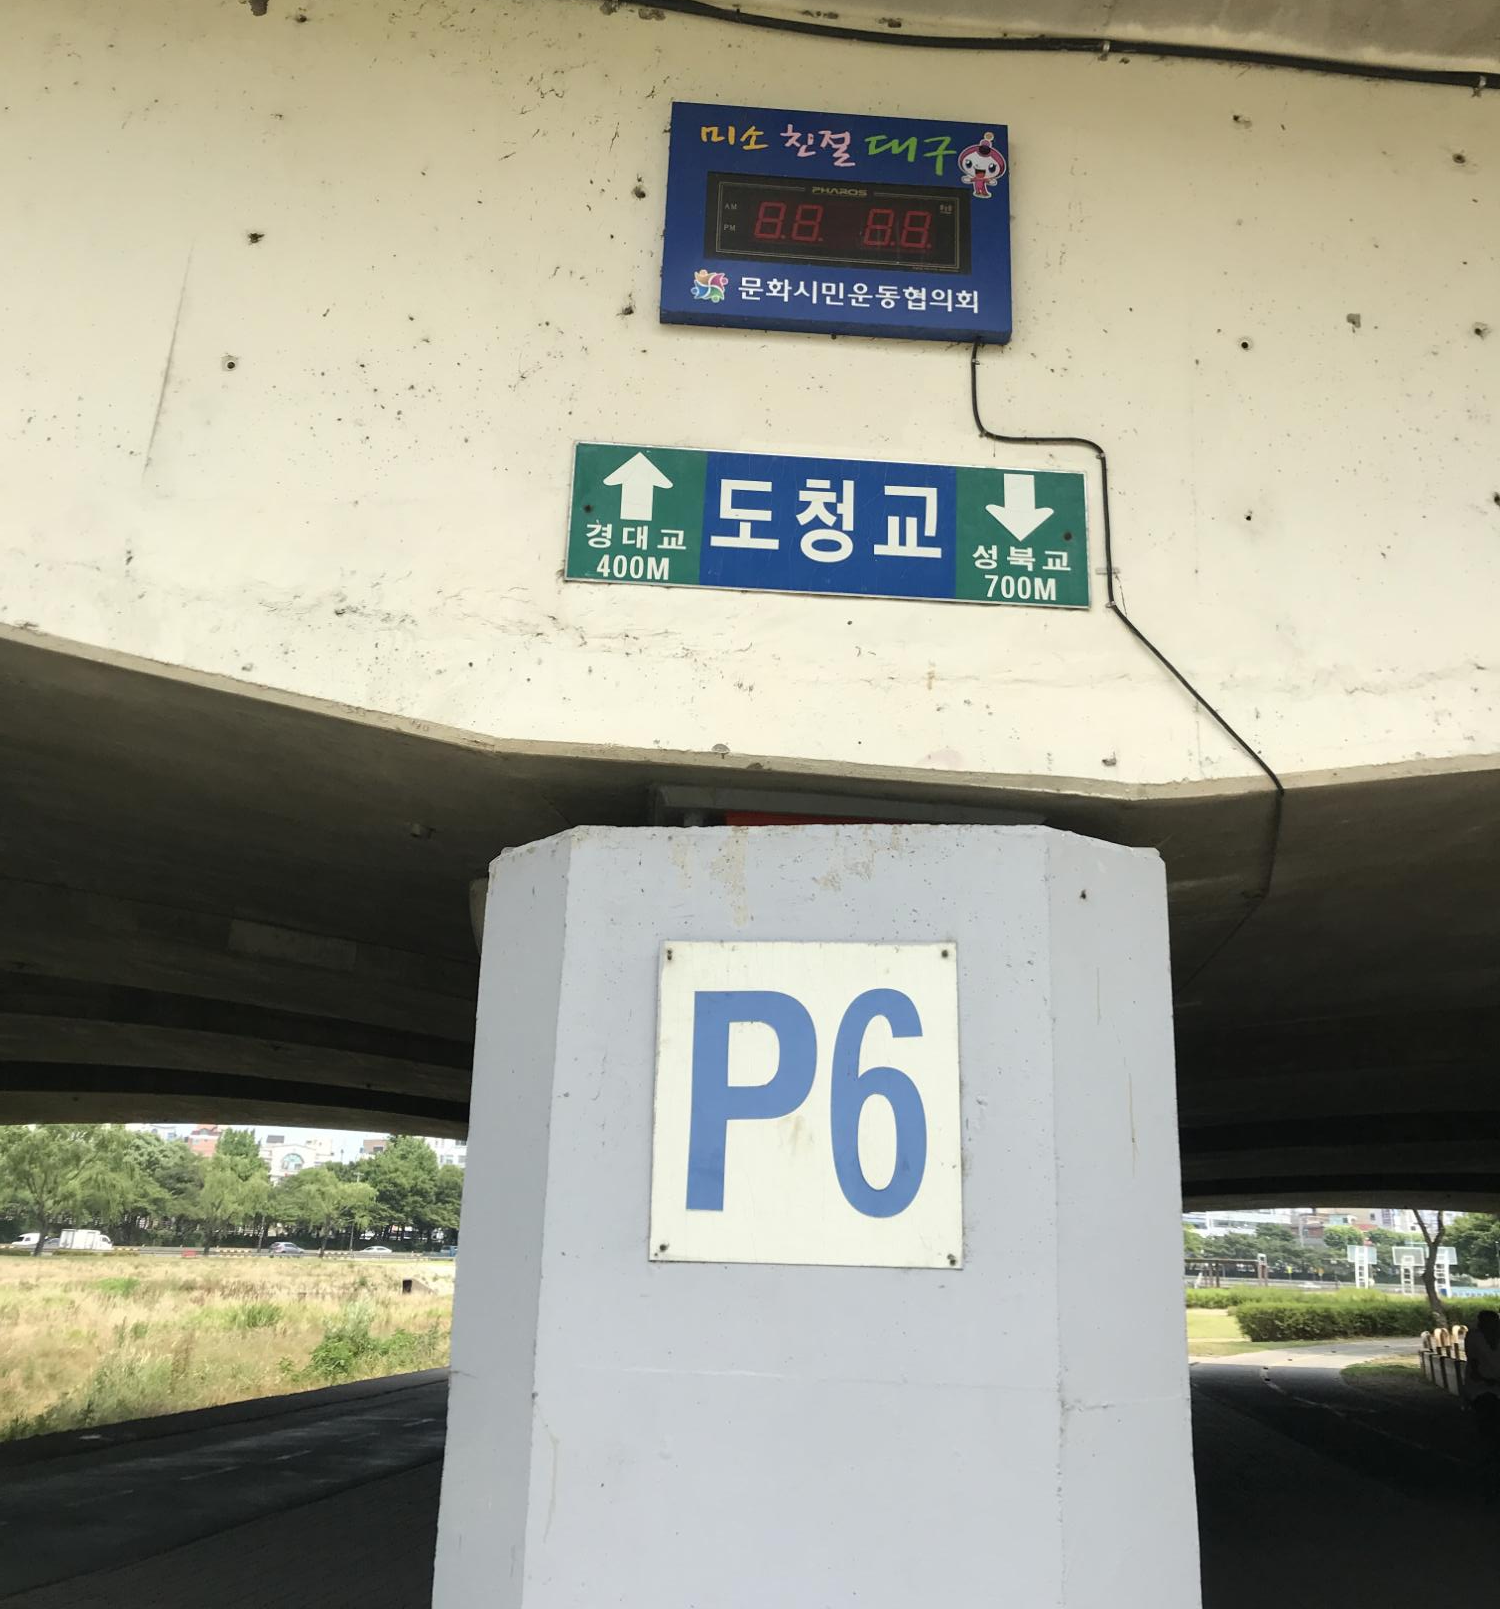 미소 친절 대구
PHAROS
AM
PM
88 88
문화시민운동협의회
경대교
400M
도청교
성북교
700M
P6